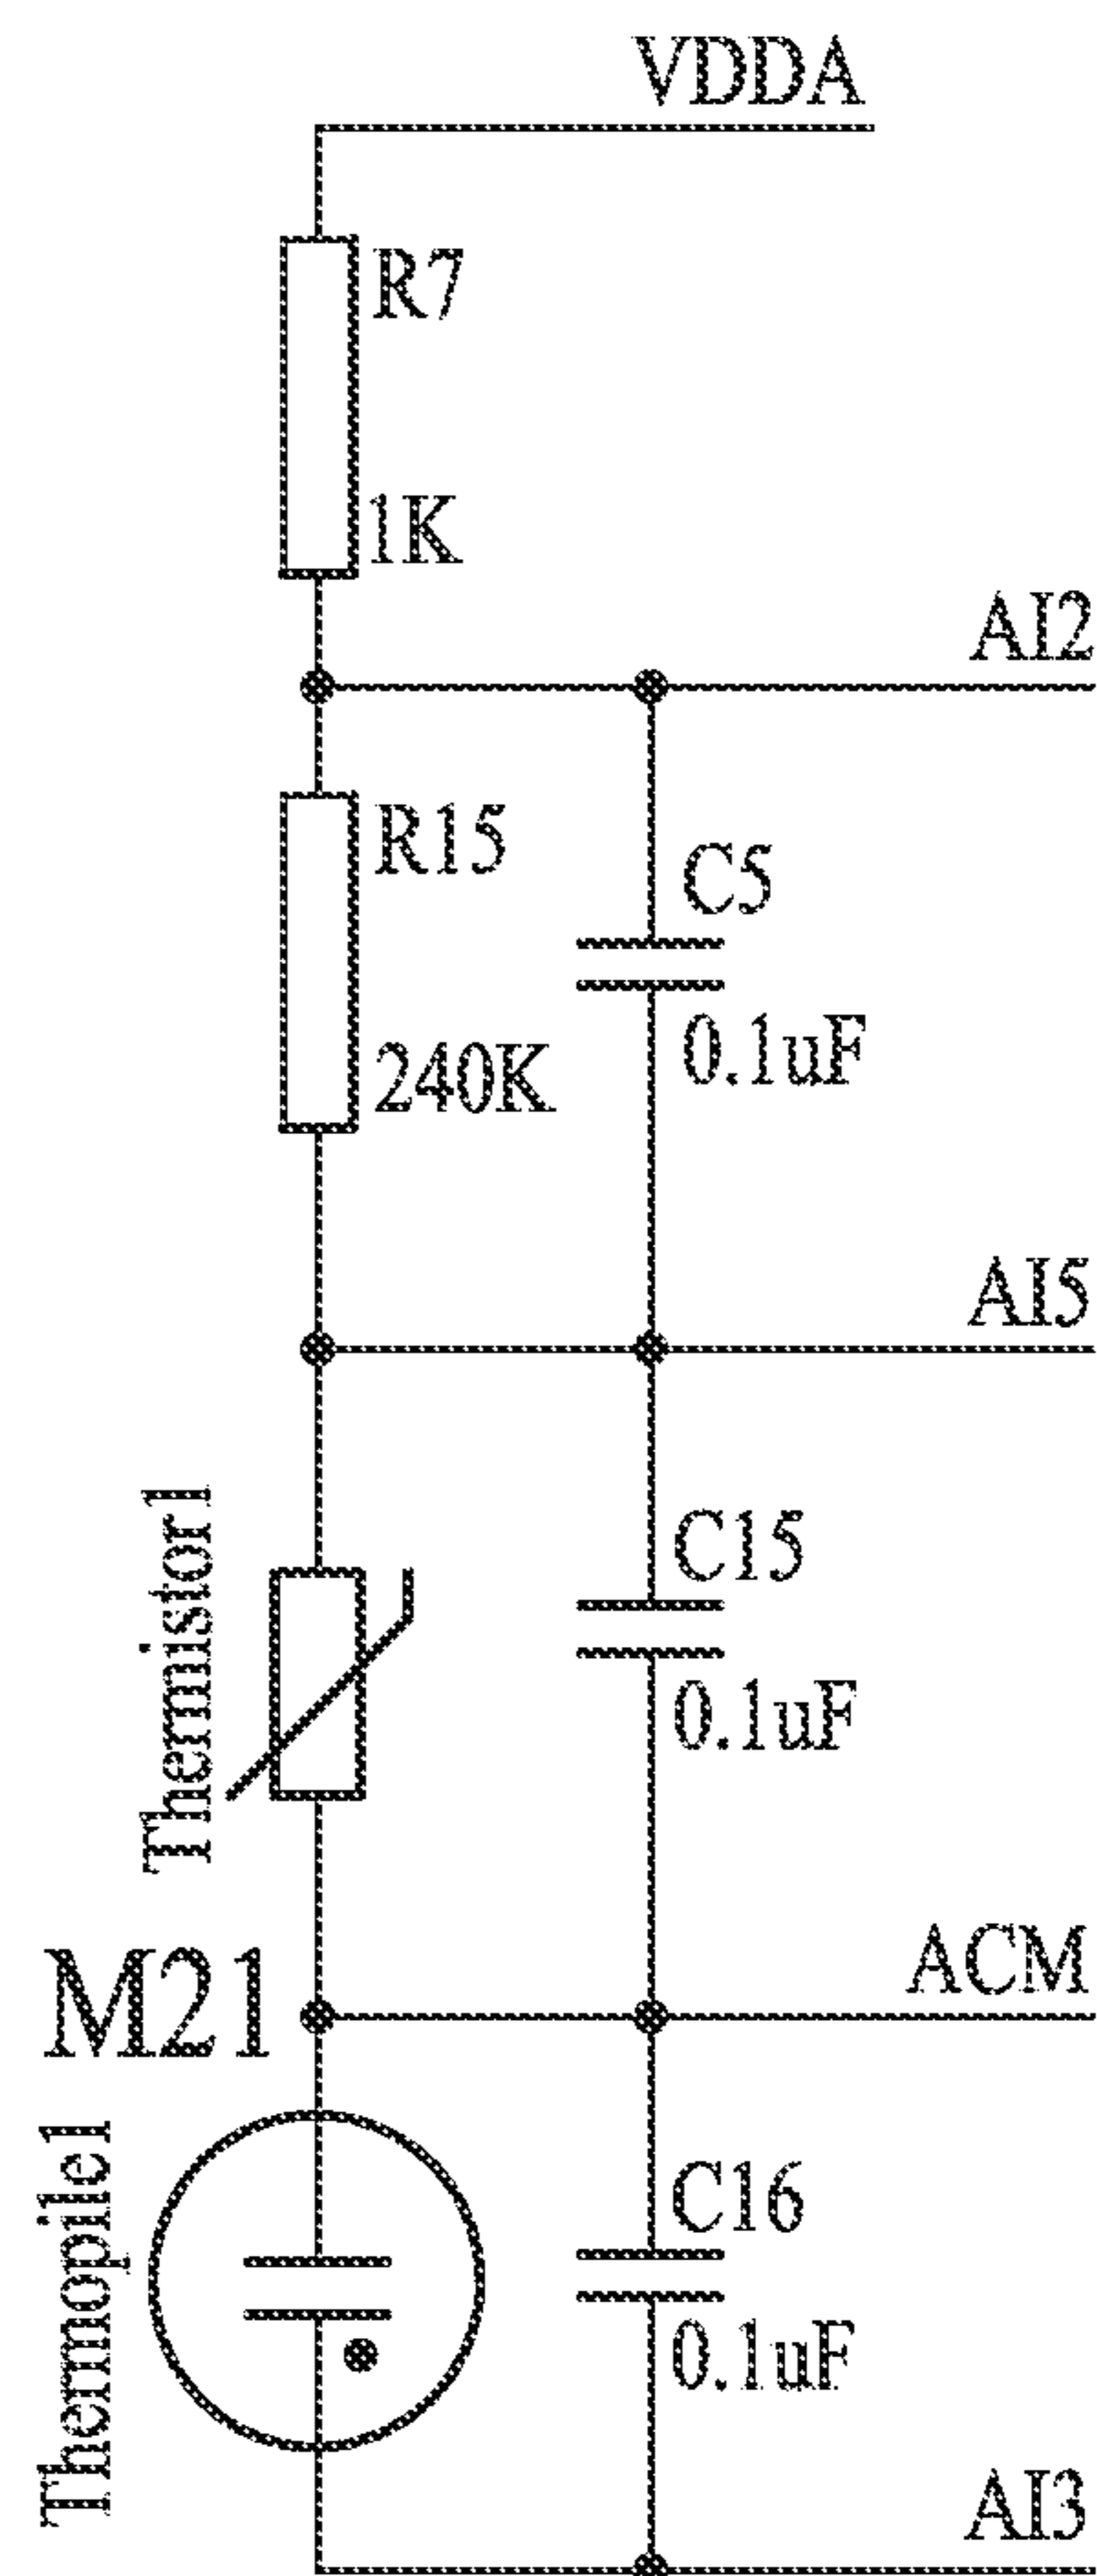 VDDA
R7
1K
AI2
R15
C5
240K
0.1uF
AI5
Themistor1
C15
0.1uF
ACM
M21
Thermopile1
C16
0.1uF
AI3